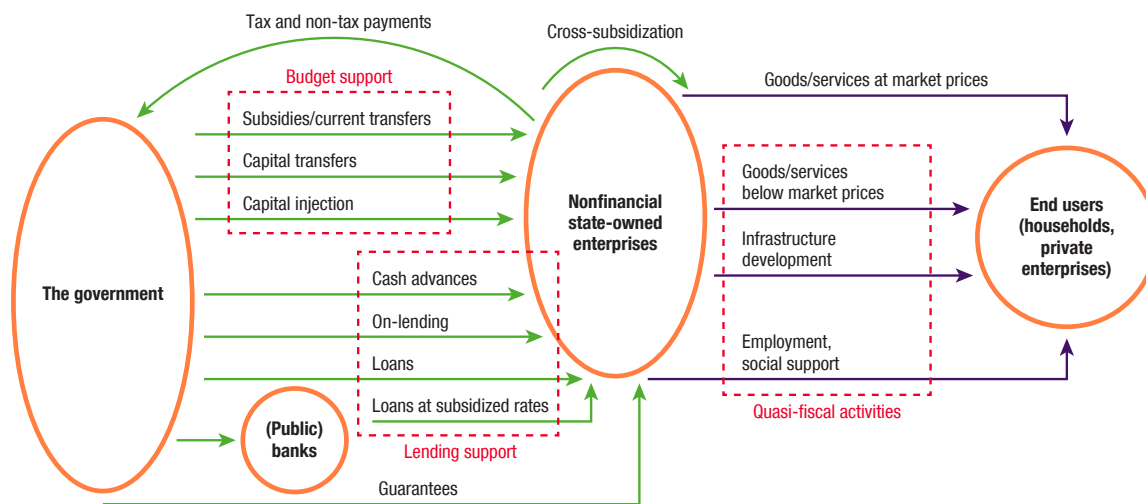 Tax and non-tax payments
Cross-subsidization
Budget support
Goods/services at market prices
Subsidies/current transfers
Capital transfers
Capital injection
Nonfinancial
state-owned
enterprises
Goods/services
below market prices
Infrastructure
development
End users
(households,
private
enterprises)
The government
Cash advances
On-lending
Loans
Loans at subsidized rates
Employment,
social support
(Public)
banks
Lending support
Quasi-fiscal activities
Guarantees